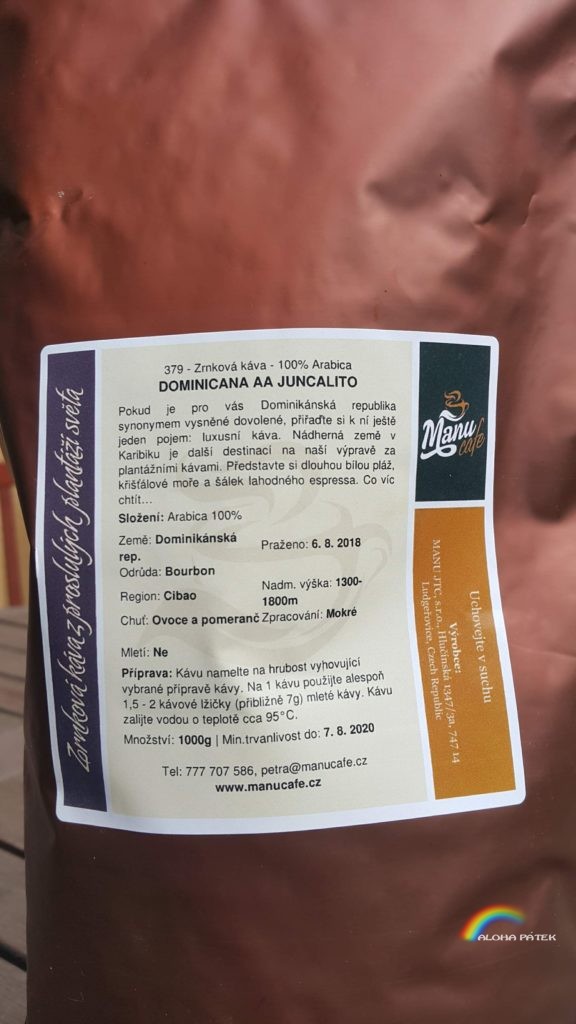 Zrnková káva z proslulých plantáží světa
379 - Zrnková káva - 100% Arabica
DOMINICANA AA JUNCALITO
Pokud je pro vás Dominikánská republika
synonymem vysněné dovolené, přiřaďte si k ní ještě
jeden pojem: luxusní káva. Nádherná země v
Karibiku je další destinací na naší výpravě za
plantážními kávami. Představte si dlouhou bílou pláž,
křišťálové moře a šálek lahodného espressa. Co víc
chtít...
Složení: Arabica 100%
Země: Dominikánská
rep.
Praženo: 6. 8. 2018
Odrůda: Bourbon
Nadm. výška: 1300-
1800m
Region: Cibao
Chuť: Ovoce a pomeranč Zpracování: Mokré
Mletí: Ne
Příprava: Kávu namelte na hrubost vyhovující
vybrané přípravě kávy. Na 1 kávu použijte alespoň
1,5 - 2 kávové lžičky (přibližně 7g) mleté kávy. Kávu
zalijte vodou o teplotě cca 95°C.
Množství: 1000g | Min.trvanlivost do: 7. 8. 2020
Tel: 777 707 586, petra@manucafe.cz
www.manucafe.cz
Manu
cafe
Uchovejte v suchu
Výrobce:
MANU JTC, s.r.o., Hlučínská 1347/3a, 747 14
Ludgeřovice, Czech Republic
ALOHA PÁTEK